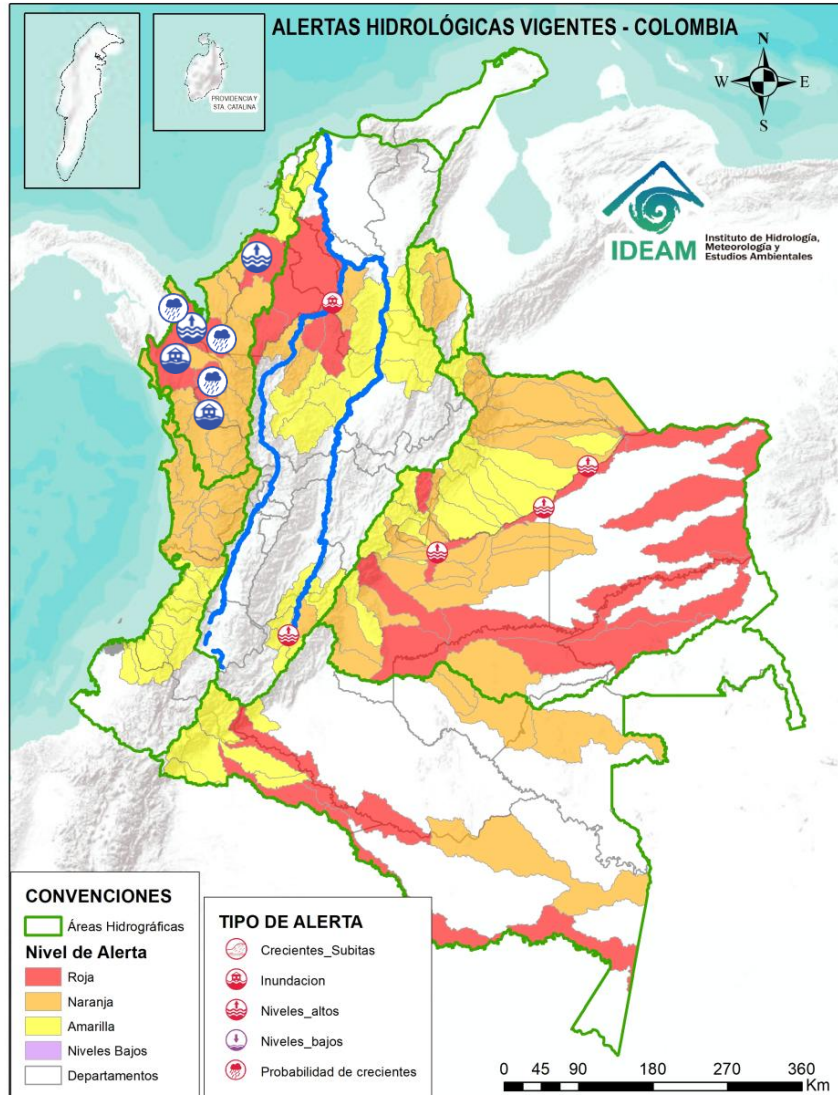 ALERTAS HIDROLÓGICAS VIGENTES - COLOMBIA
PROVIDENCIA Y
STA. CATALINA
N
W
E
S
IDEAM
Instituto de Hidrología,
Meteorología y
Estudios Ambientales
CONVENCIONES
Áreas Hidrográficas
Nivel de Alerta
Roja
Naranja
Amarilla
Niveles Bajos
Departamentos
TIPO DE ALERTA
Crecientes_Subitas
Inundacion
Niveles_altos
Niveles_bajos
Probabilidad de crecientes
0 45 90 180 270 360
Km